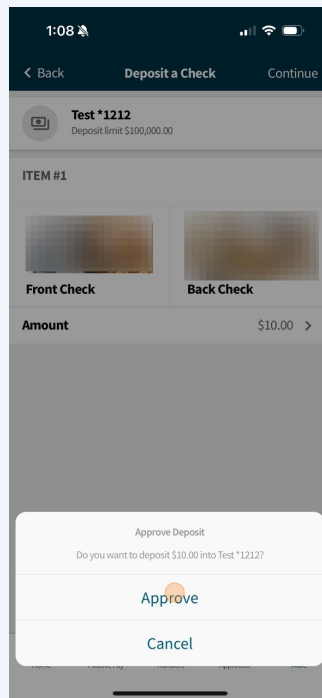 1:08
Back Deposit a Check Continue
Test *1212
Deposit limit $100,000.00
ITEM #1
Front Check Back Check
Amount $10.00
Approve Deposit
Do you want to deposit $10.00 into Test *1212?
Approve
Cancel